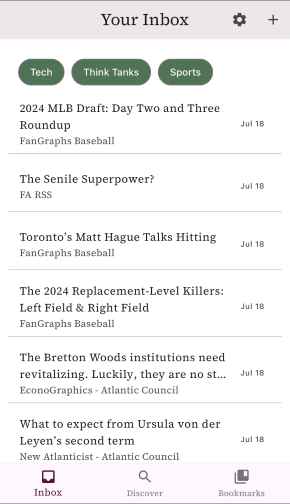 Your Inbox
Tech
Think Tanks
Sports
2024 MLB Draft: Day Two and Three
Roundup
Jul 18
FanGraphs Baseball
The Senile Superpower?
Jul 18
FA RSS
Toronto’s Matt Hague Talks Hitting
Jul 18
FanGraphs Baseball
The 2024 Replacement-Level Killers:
Left Field & Right Field
Jul 18
FanGraphs Baseball
The Bretton Woods institutions need
revitalizing. Luckily, they are no st...
Jul 18
EconoGraphics - Atlantic Council
What to expect from Ursula von der
Leyen’s second term
Jul 18
New Atlanticist - Atlantic Council
Inbox
Discover
Bookmarks